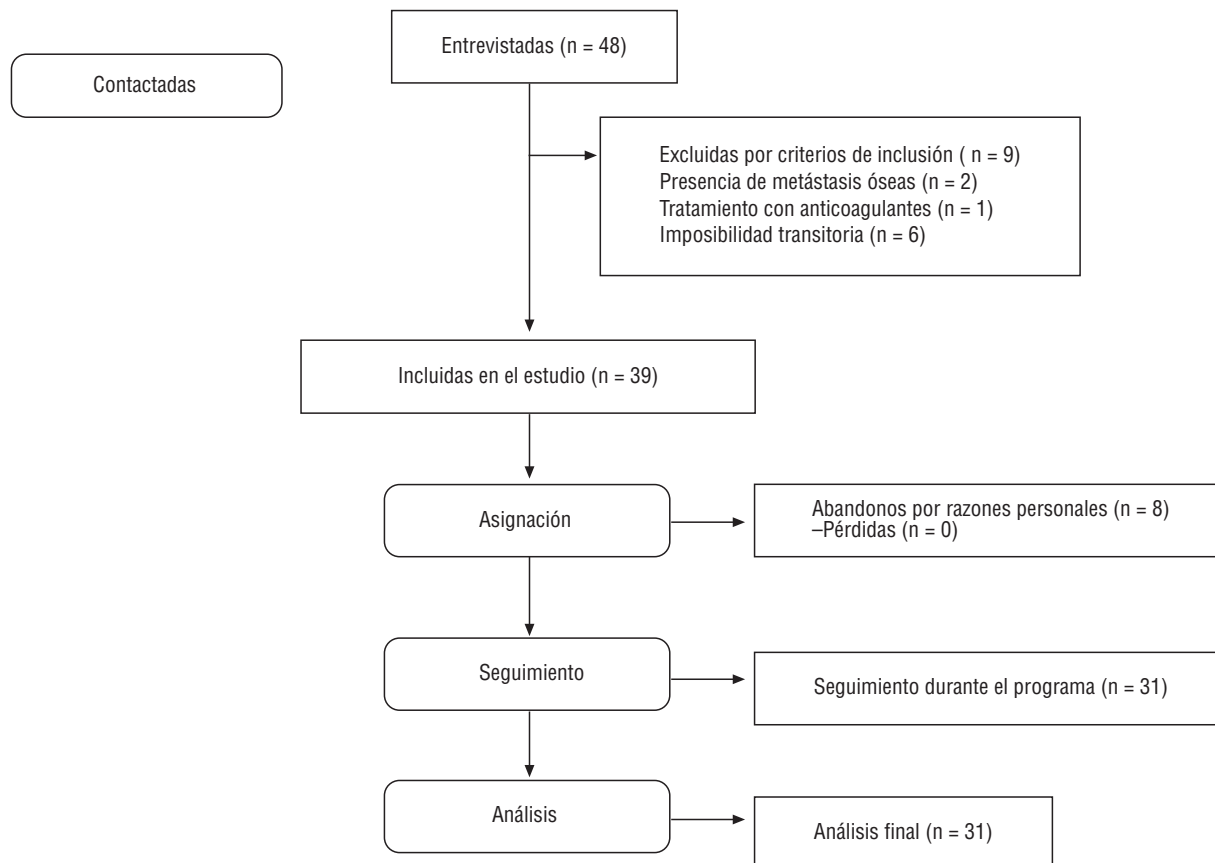 Entrevistadas (n = 48)
Contactadas
Excluidas por criterios de inclusión ( n = 9)
Presencia de metástasis óseas (n = 2)
Tratamiento con anticoagulantes (n = 1)
Imposibilidad transitoria (n = 6)
Incluidas en el estudio (n = 39)
Asignación
Abandonos por razones personales (n = 8)
–Pérdidas (n = 0)
Seguimiento
Seguimiento durante el programa (n = 31)
Análisis
Análisis final (n = 31)